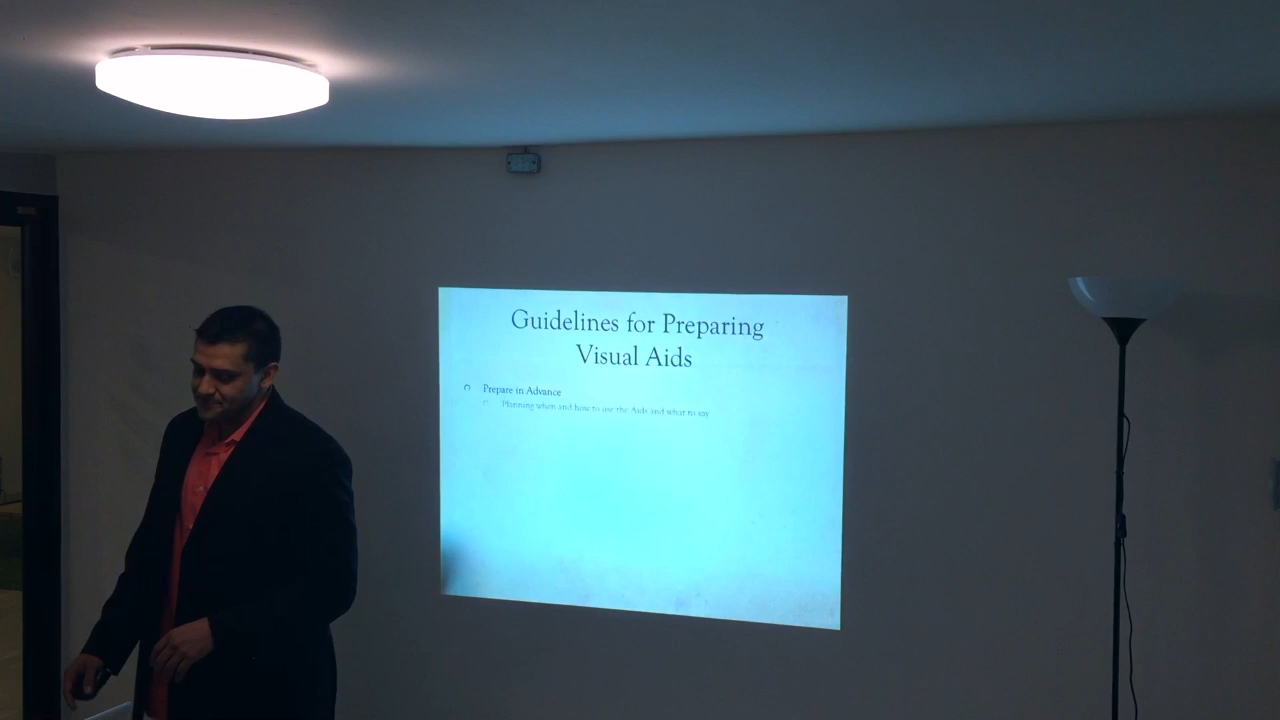 Guidelines for Preparing
Visual Aids
Prepare in Advance
Planning when and how to use the Aids and what to say